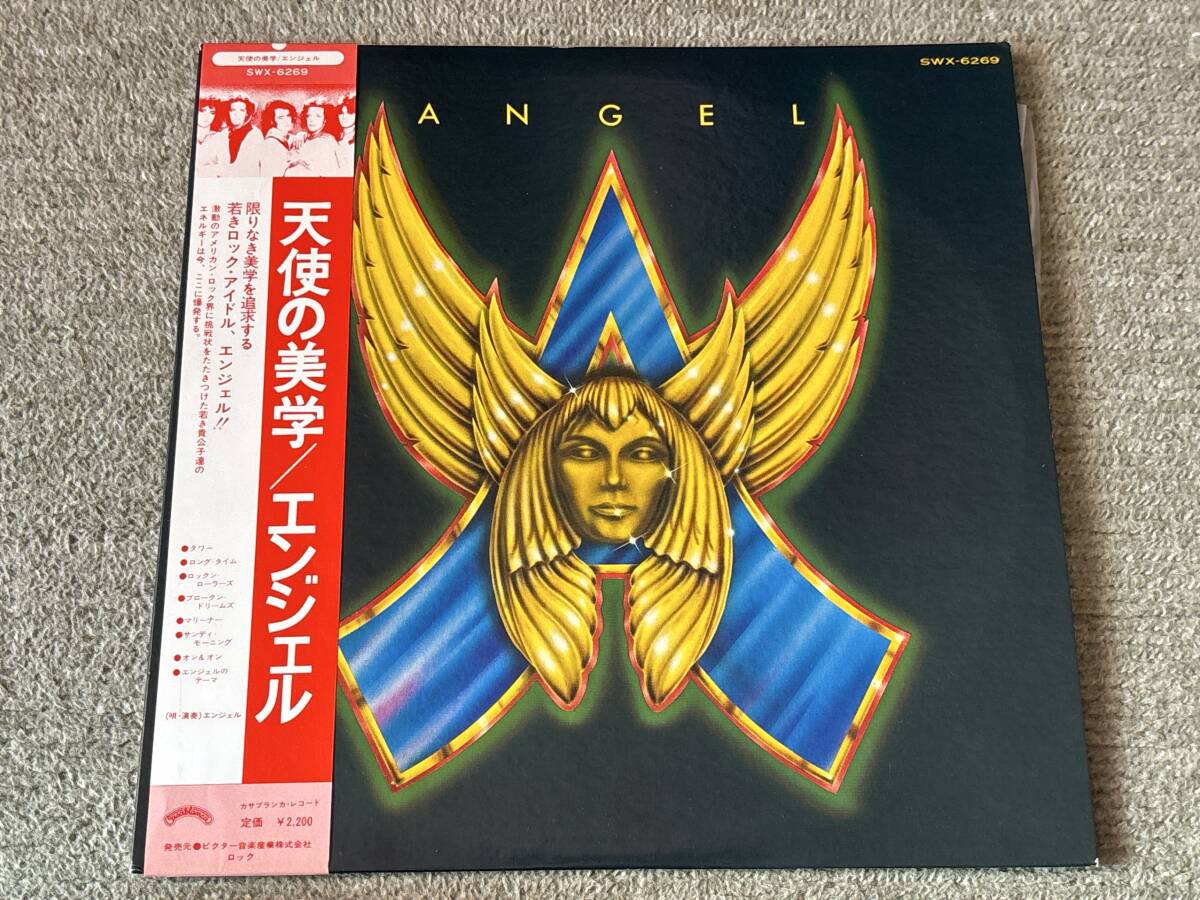 天使の美学/エンジェル
SWX-6269
SWX-6269
ANGEL
天使の美学/エンジェル
限りなき美学を追求する
若きロック・アイドル、エンジェル!!
激動のアメリカン・ロック界に挑戦状をたたきつけた若き貴公子達の
エネルギーは今、ここに爆発する。
●タワー
●ロング・タイム
●ロックン・
ローラーズ
●ブロークン・
ドリームズ
●マリーナー
●サンディ・
モーニング
●オン&オン
●エンジェルの
テーマ
(唄・演奏)エンジェル
Casablanca
カサブランカ・レコード
定価 ¥2,200
発売元●ビクター音楽産業株式会社
ロック